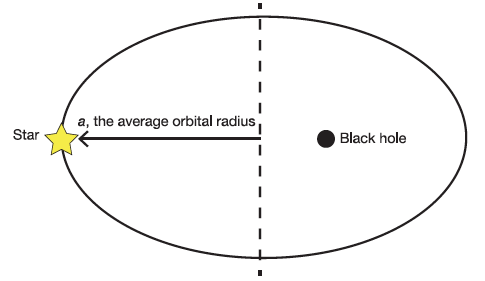 a, the average orbital radius
Star
Black hole